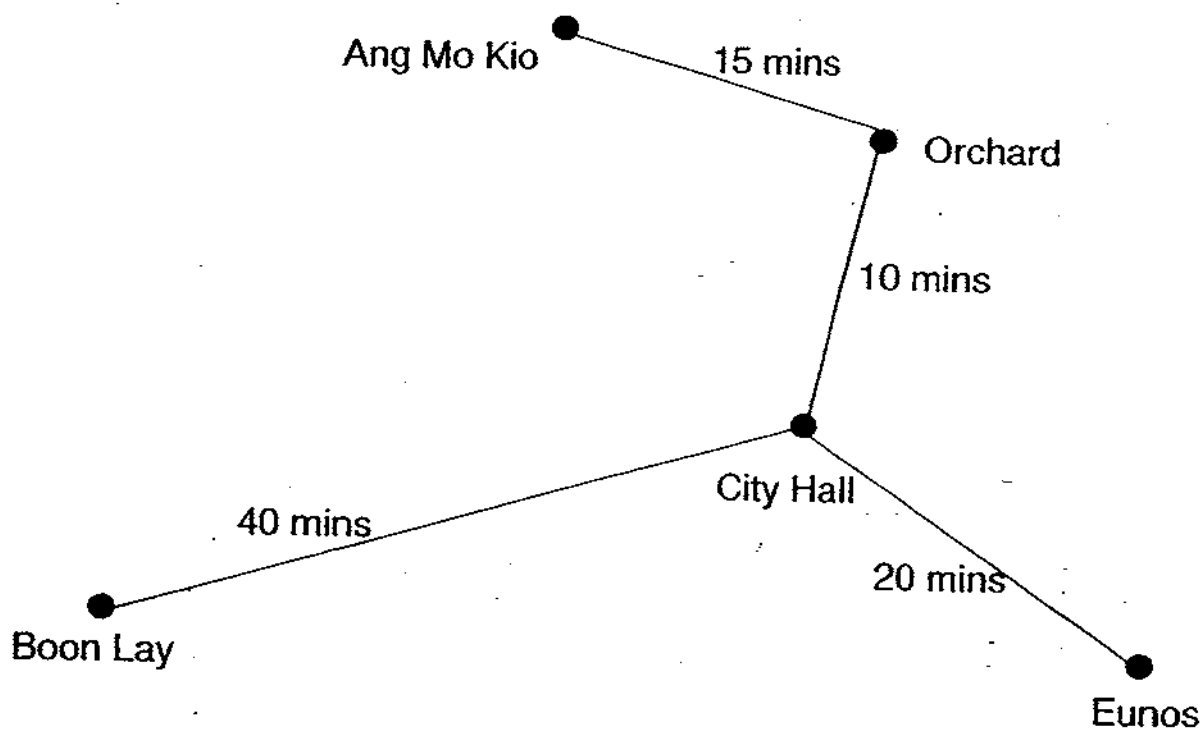 Ang Mo Kio
15 mins
Orchard
10 mins
City Hall
40 mins
20 mins
Boon Lay
Eunos